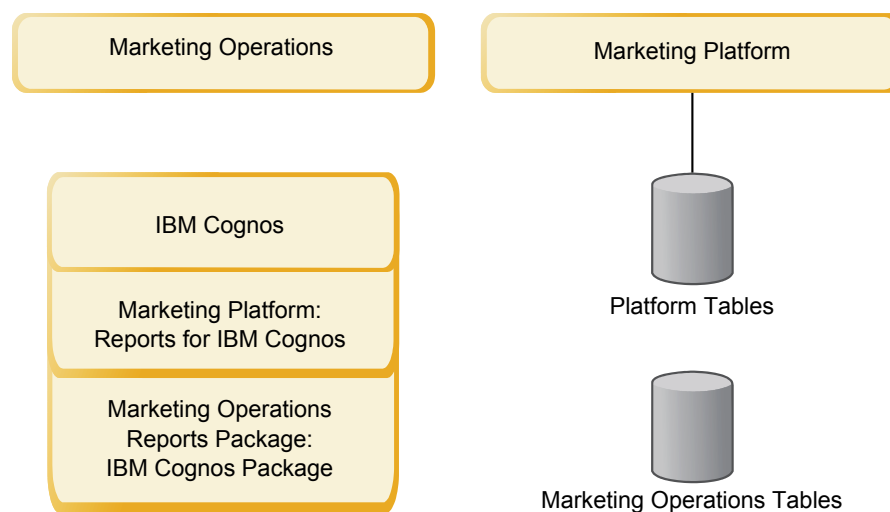 Marketing Operations
Marketing Platform
IBM Cognos
Marketing Platform:
Reports for IBM Cognos
Marketing Operations
Reports Package:
IBM Cognos Package
Platform Tables
Marketing Operations Tables